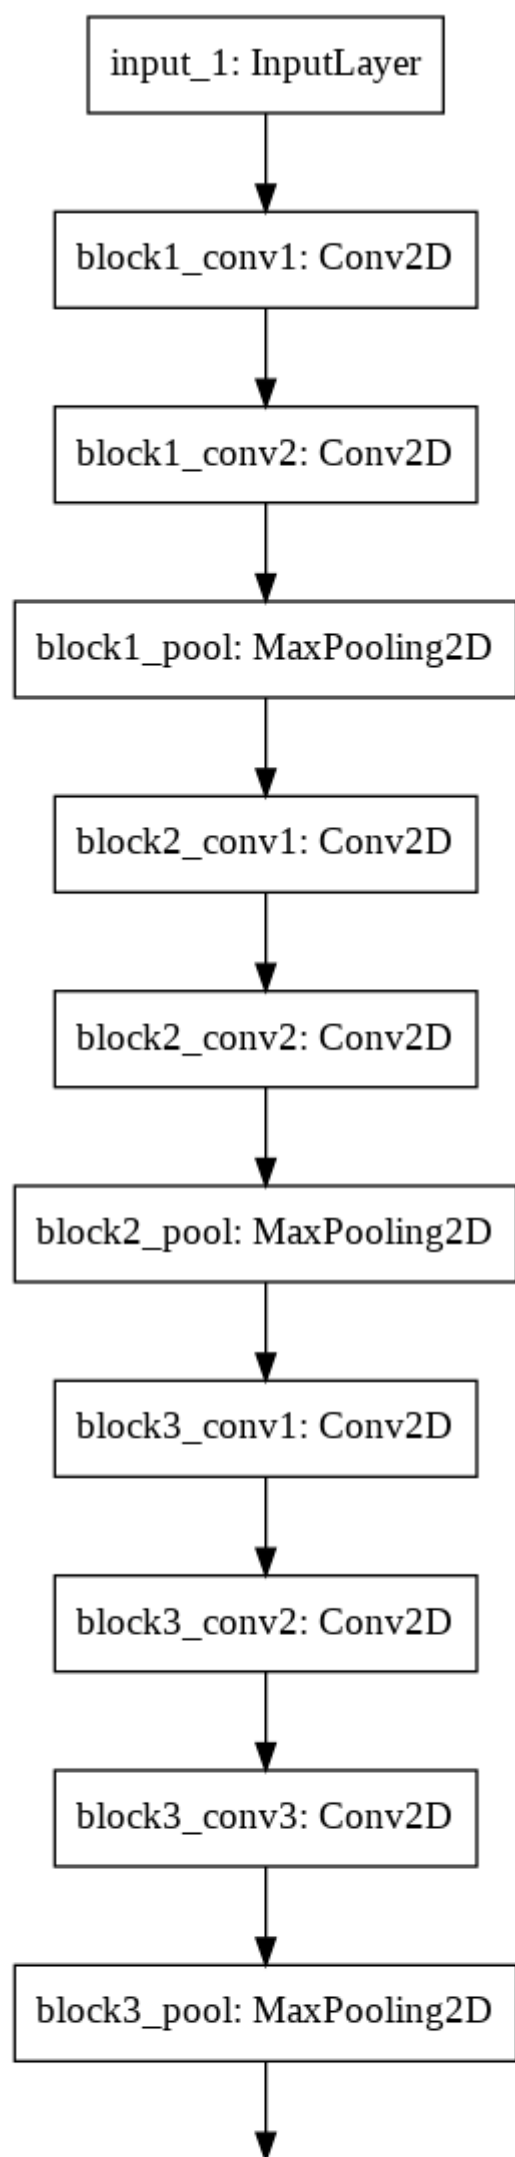 input_1: InputLayer
block1_conv1: Conv2D
block1_conv2: Conv2D
block1_pool: MaxPooling2D
block2_conv1: Conv2D
block2_conv2: Conv2D
block2_pool: MaxPooling2D
block3_conv1: Conv2D
block3_conv2: Conv2D
block3_conv3: Conv2D
block3_pool: MaxPooling2D